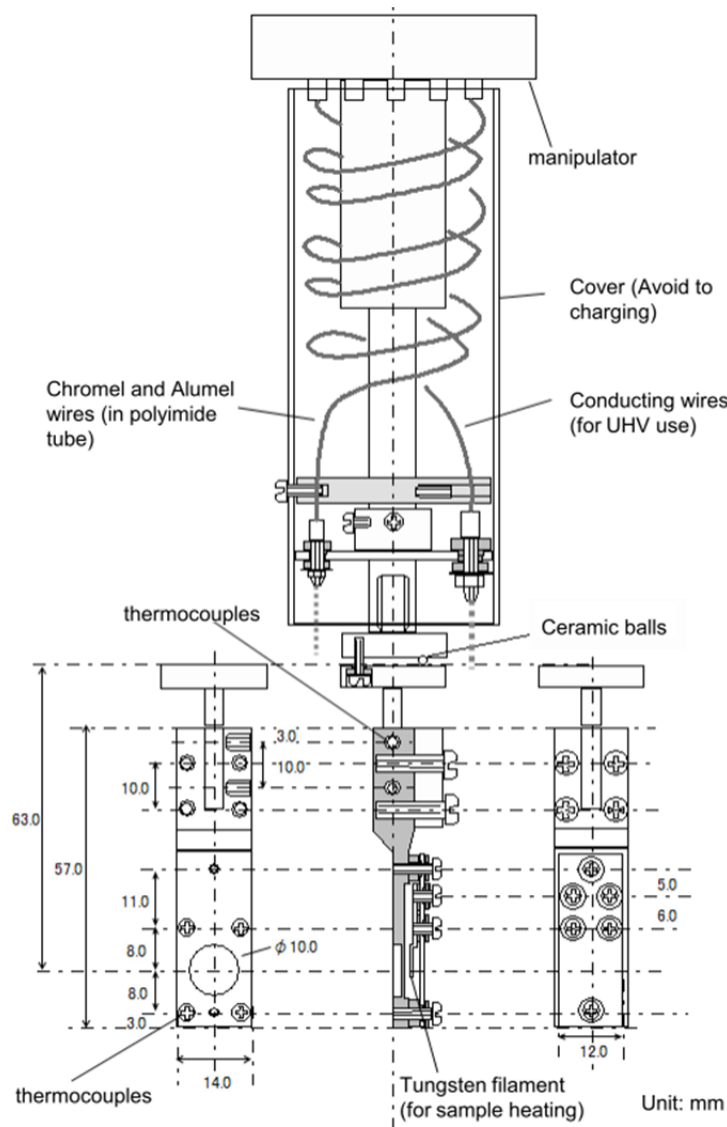 manipulator
Cover (Avoid to
charging)
Chromel and Alumel
wires (in polyimide
tube)
Conducting wires
(for UHV use)
thermocouples
Ceramic balls
3.0
10.0
10.0
63.0
57.0
11.0
5.0
6.0
8.0
ϕ 10.0
8.0
3.0
14.0
12.0
thermocouples
Tungsten filament
(for sample heating)
Unit: mm